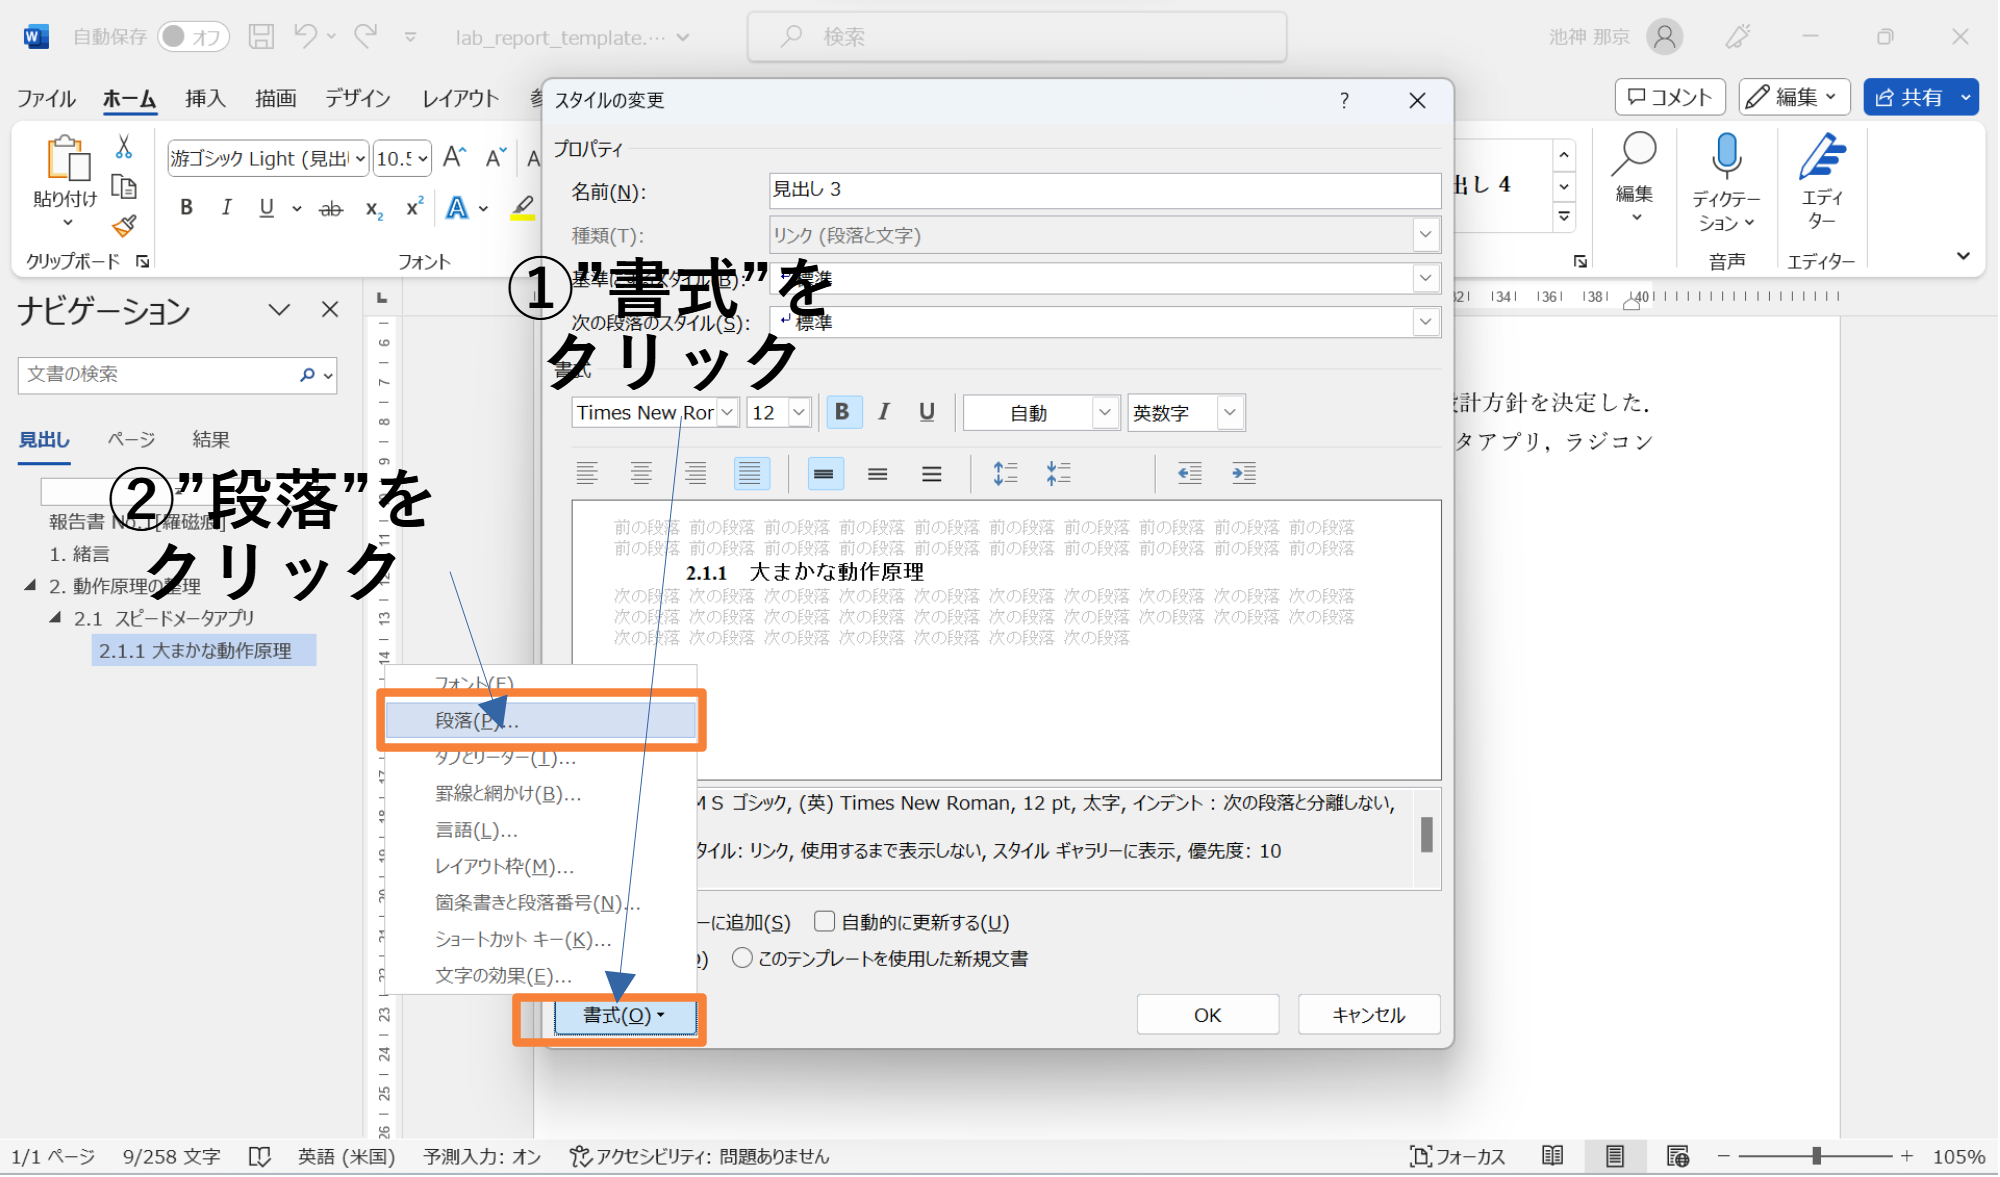 自動保存 オフ lab_report_template.… 検索 池神 那京
ファイル ホーム 挿入 描画 デザイン レイアウト コメント 編集 共有
スタイルの変更 ?
貼り付け
游ゴシック Light (見出 10.5
B I U ab x2 x2 A
クリップボード フォント
出し 4
編集
ディクテー
ション
音声
エディ
ター
エディター
プロパティ
名前(N): 見出し 3
種類(T): リンク (段落と文字)
基準にするスタイル(B): 標準
次の段落のスタイル(S): 標準
書式
①”書式”を
クリック
Times New Ror 12 B I U 自動 英数字
前の段落 前の段落 前の段落 前の段落 前の段落 前の段落 前の段落 前の段落 前の段落 前の段落
前の段落 前の段落 前の段落 前の段落 前の段落 前の段落 前の段落 前の段落 前の段落 前の段落
2.1.1 大まかな動作原理
次の段落 次の段落 次の段落 次の段落 次の段落 次の段落 次の段落 次の段落 次の段落 次の段落
次の段落 次の段落 次の段落 次の段落 次の段落 次の段落 次の段落 次の段落 次の段落 次の段落
次の段落 次の段落 次の段落 次の段落 次の段落 次の段落 次の段落
M S ゴシック, (英) Times New Roman, 12 pt, 太字, インデント : 次の段落と分離しない,
タイル: リンク, 使用するまで表示しない, スタイル ギャラリーに表示, 優先度: 10
ーに追加(S) 自動的に更新する(U)
このテンプレートを使用した新規文書
書式(O) OK キャンセル
フォント(F)
段落(P)...
タブとリーダー(T)...
罫線と網かけ(B)...
言語(L)...
レイアウト枠(M)...
箇条書きと段落番号(N)...
ショートカット キー(K)...
文字の効果(E)...
ナビゲーション
文書の検索
見出し ページ 結果
②”段落”を
クリック
報告書 No.
1. 緒言
2. 動作原理の整理
2.1 スピードメータアプリ
2.1.1 大まかな動作原理
6 7 8 9 11 12 13 14 17 18 19 20 21 22 23 24 25 26
32 34 36 38 40
計方針を決定した．
タアプリ，ラジコン
1/1 ページ 9/258 文字 英語 (米国) 予測入力: オン アクセシビリティ: 問題ありません フォーカス 105%